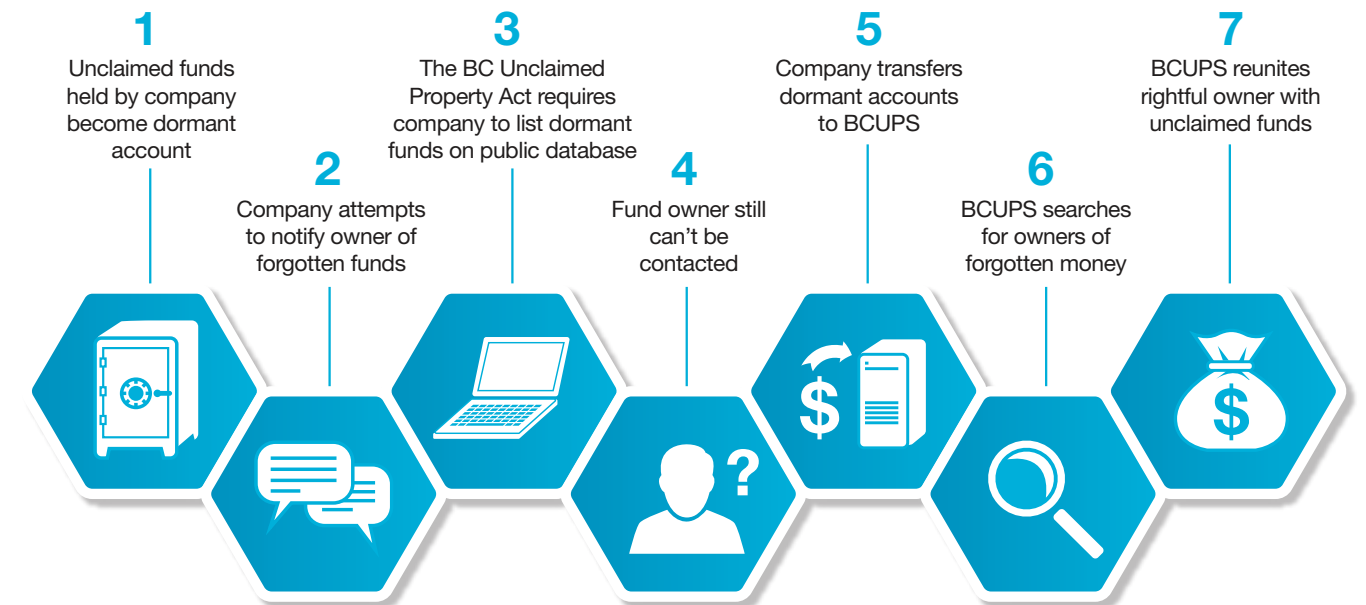 1
Unclaimed funds
held by company
become dormant
account
2
Company attempts
to notify owner of
forgotten funds
3
The BC Unclaimed
Property Act requires
company to list dormant
funds on public database
4
Fund owner still
can’t be
contacted
5
Company transfers
dormant accounts
to BCUPS
6
BCUPS searches
for owners of
forgotten money
7
BCUPS reunites
rightful owner with
unclaimed funds
?
$
$